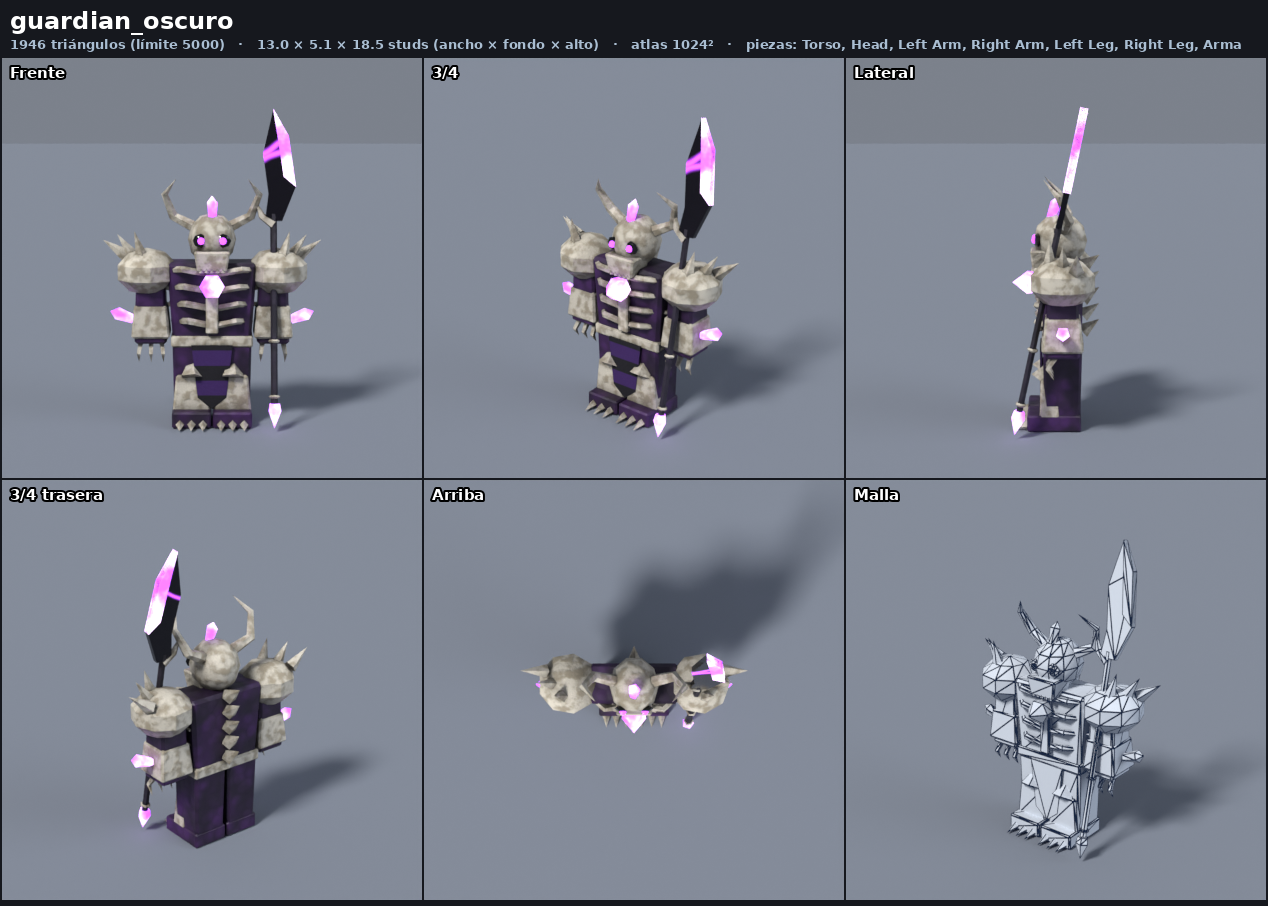 guardian_oscuro
1946 triángulos (límite 5000) · 13.0 × 5.1 × 18.5 studs (ancho × fondo × alto) · atlas 1024² · piezas: Torso, Head, Left Arm, Right Arm, Left Leg, Right Leg, Arma
Frente
3/4
Lateral
3/4 trasera
Arriba
Malla